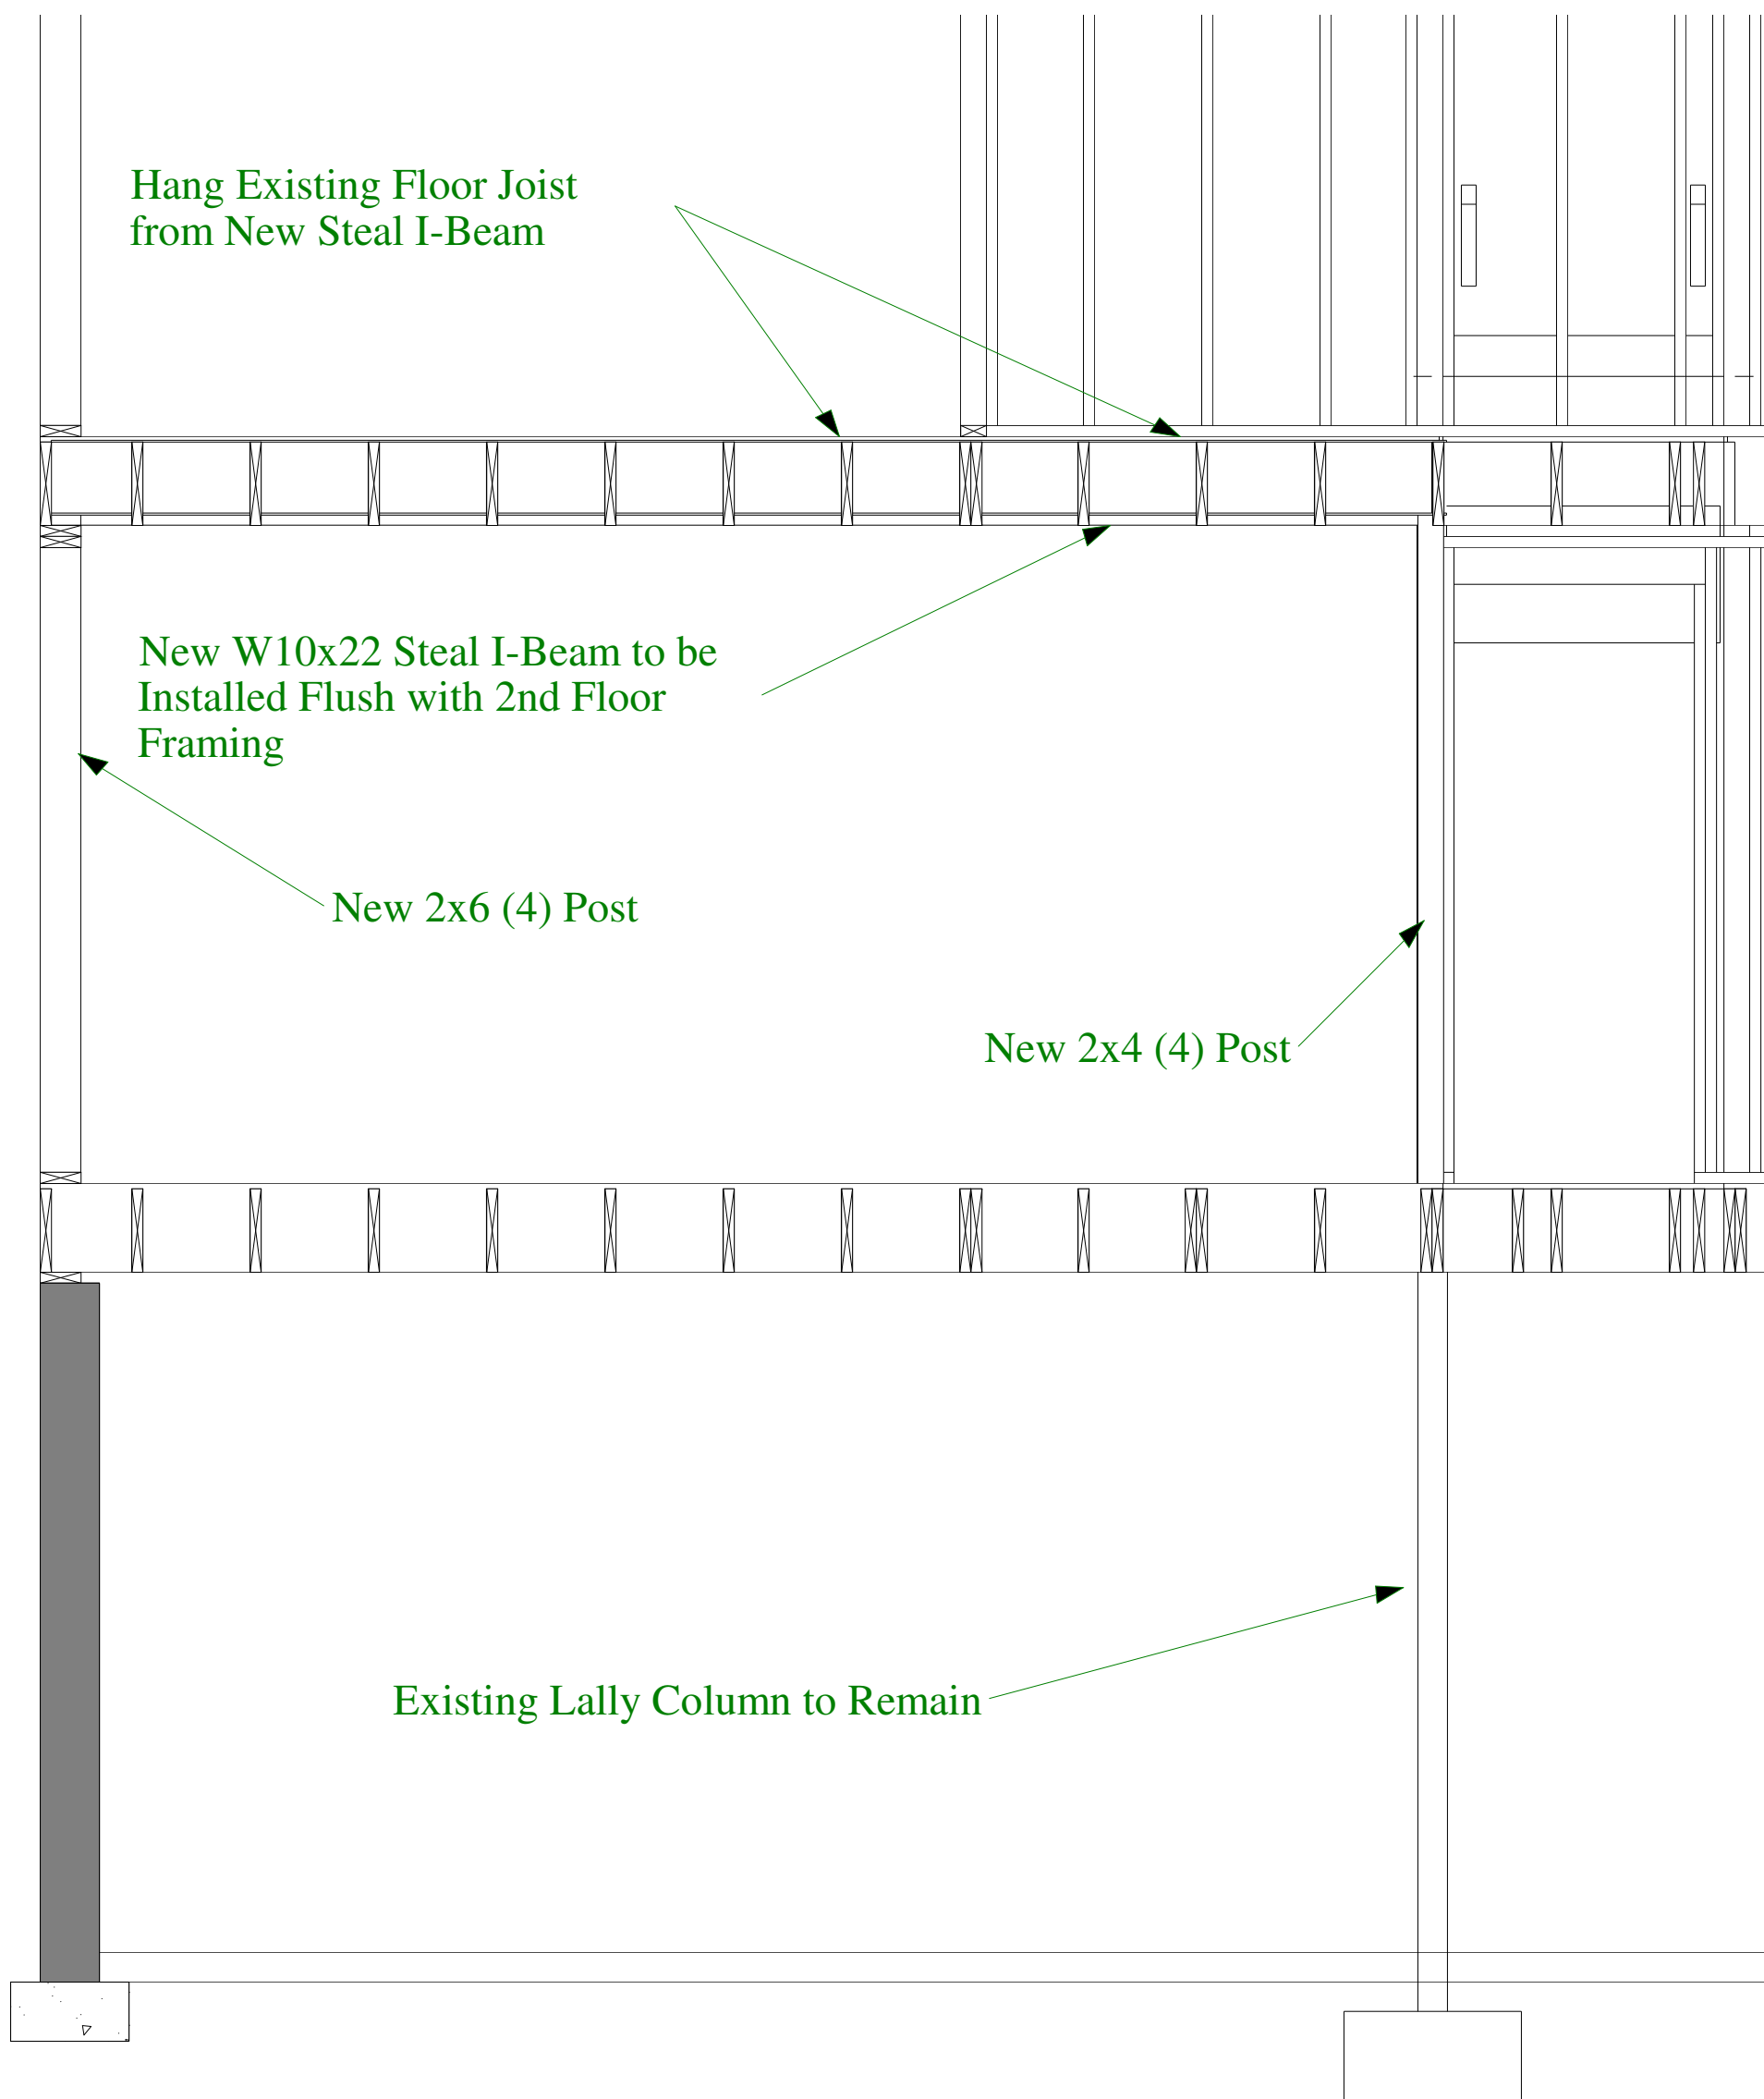 Hang Existing Floor Joist
from New Steal I-Beam
New W10x22 Steal I-Beam to be
Installed Flush with 2nd Floor
Framing
New 2x6 (4) Post
New 2x4 (4) Post
Existing Lally Column to Remain